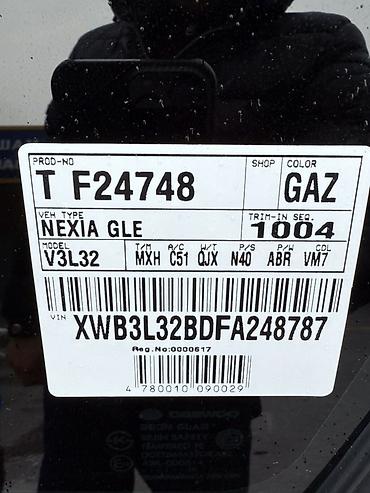 PROD-NO SHOP COLOR
T F24748 GAZ
VEH TYPE TRIM-IN SEQ.
NEXIA GLE 1004
MODEL T/M A/C W/T P/S P/W COL
V3L32 MXH C51 QJX N40 ABR VM7
VIN XWB3L32BDFA248787
Reg.No:0000617
4 780010 090029
DAEWOO